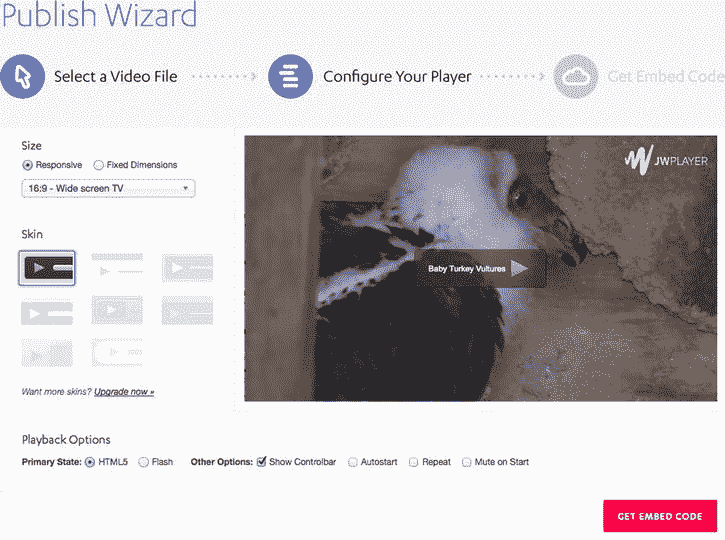 Publish Wizard
Select a Video File
Configure Your Player
Get Embed Code
Size
Responsive Fixed Dimensions
16:9 - Wide screen TV
JWPLAYER
Baby Turkey Vultures
Skin
Want more skins? Upgrade now »
Playback Options
Primary State: HTML5 Flash Other Options: Show Controlbar Autostart Repeat Mute on Start
GET EMBED CODE